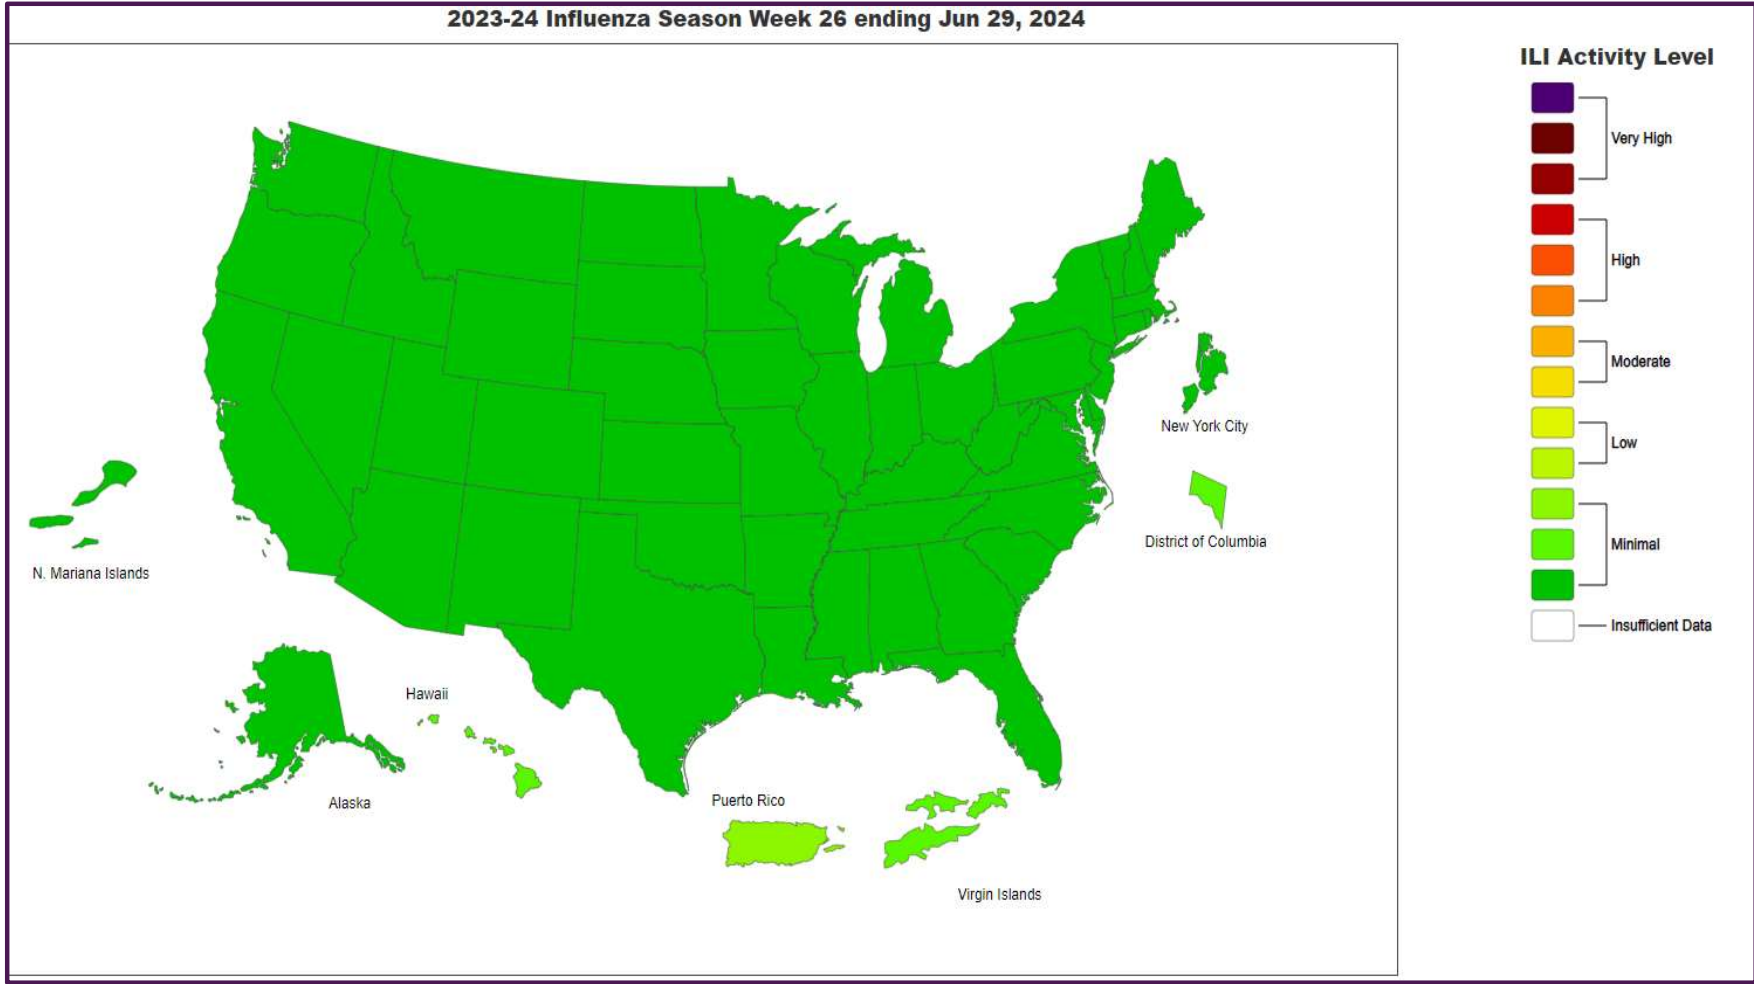 2023-24 Influenza Season Week 26 ending Jun 29, 2024
ILI Activity Level
Very High
High
Moderate
Low
Minimal
Insufficient Data
New York City
District of Columbia
N. Mariana Islands
Hawaii
Alaska
Puerto Rico
Virgin Islands